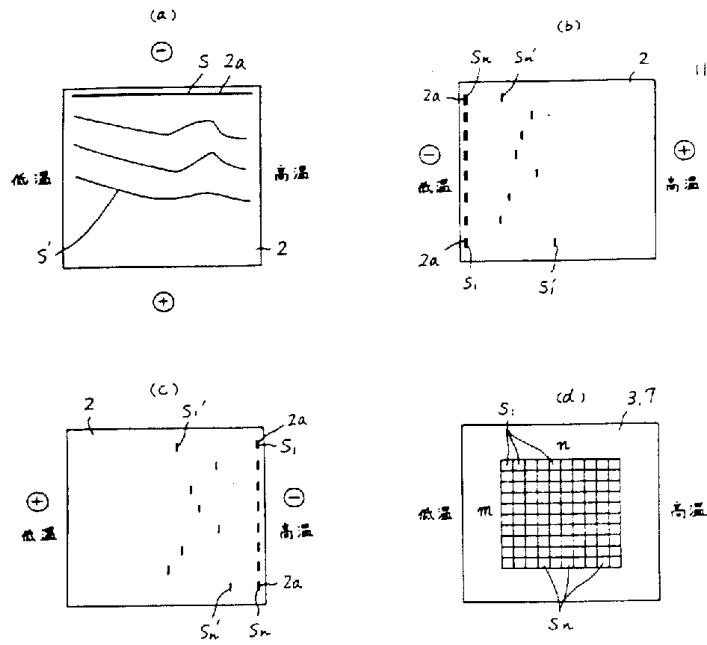 (a)
⊖
S 2a
低温 高温
S' 2
⊕
(b)
Sn Sn' 2
11
2a
⊖ ⊕
低温 高温
2a
S1 S1'
(c)
2 S1' 2a
S1
⊕ ⊖
低温 高温
2a
Sn' Sn
(d)
S1 3,7
n
低温 m 高温
Sn